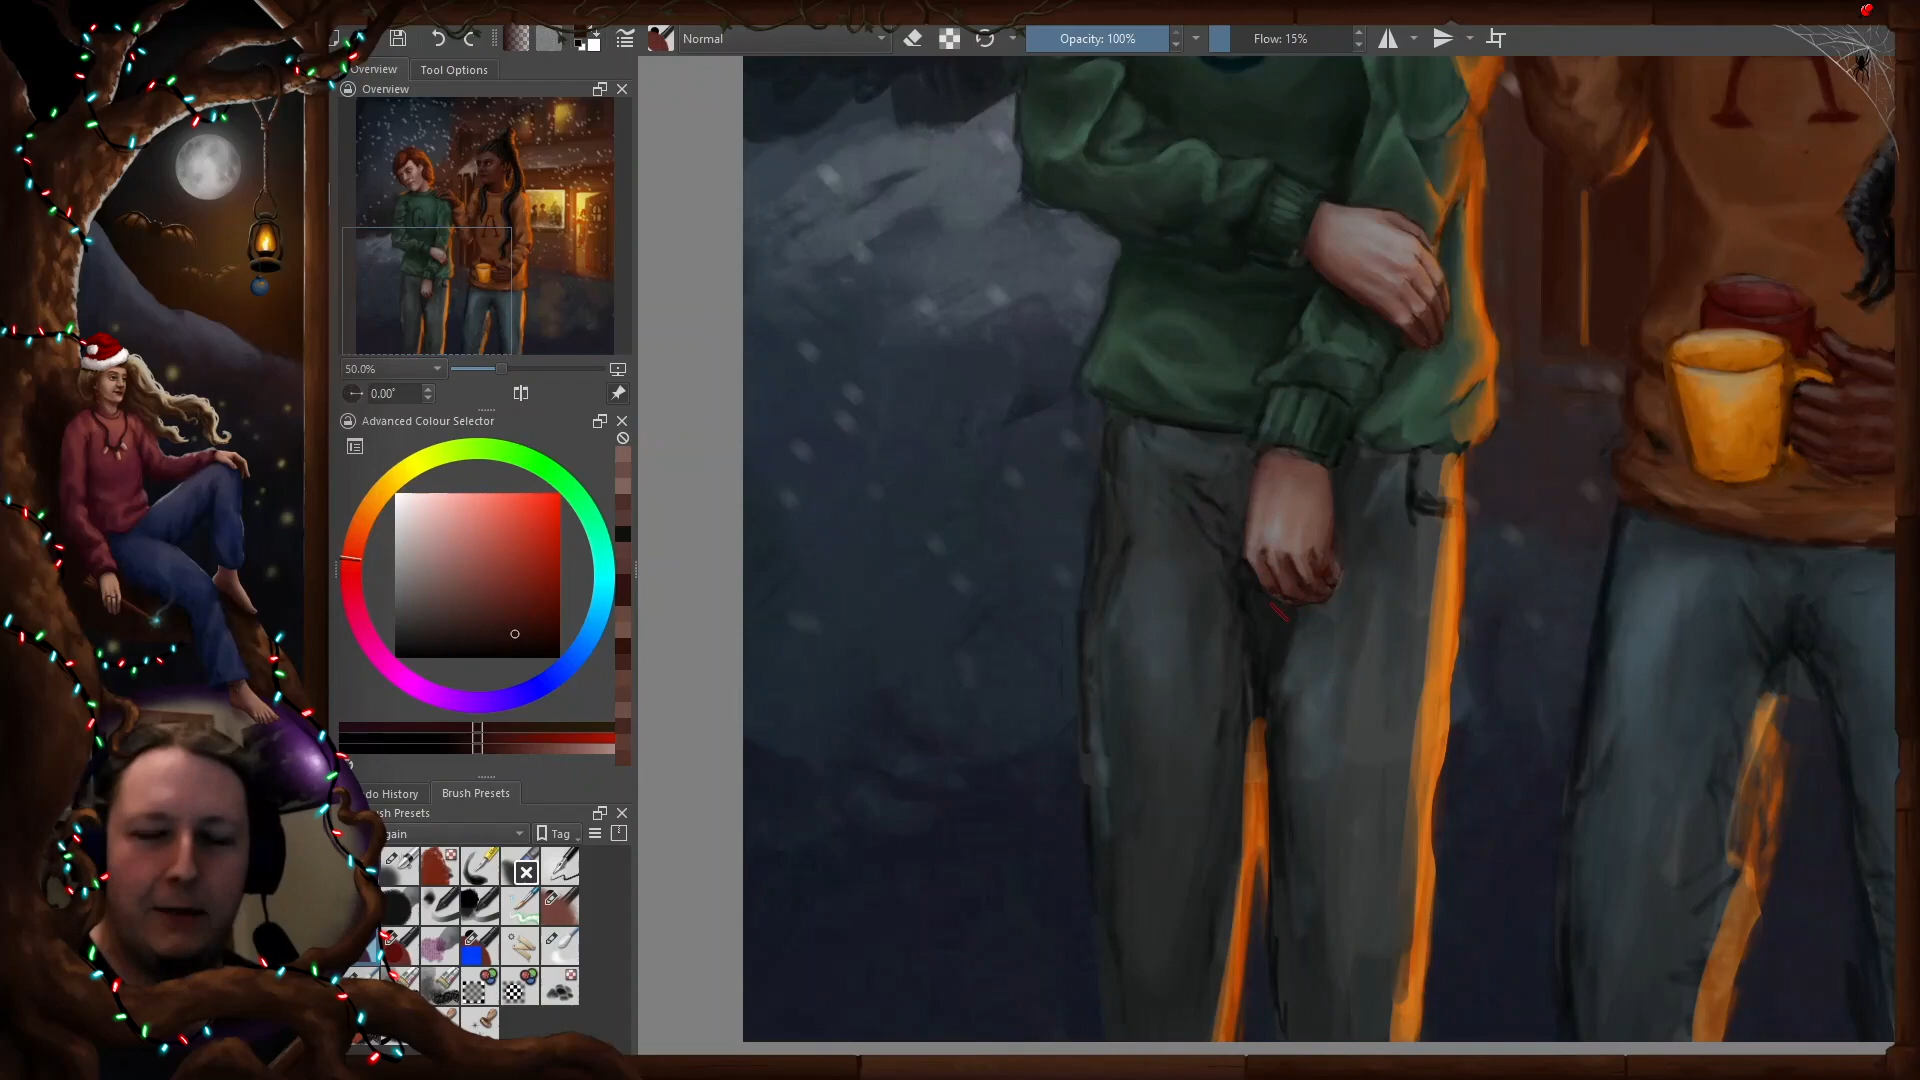 Normal
Opacity: 100%
Flow: 15%
Overview
Tool Options
Overview
50.0%
0.00°
Advanced Colour Selector
do History
Brush Presets
sh Presets
gain
Tag
A